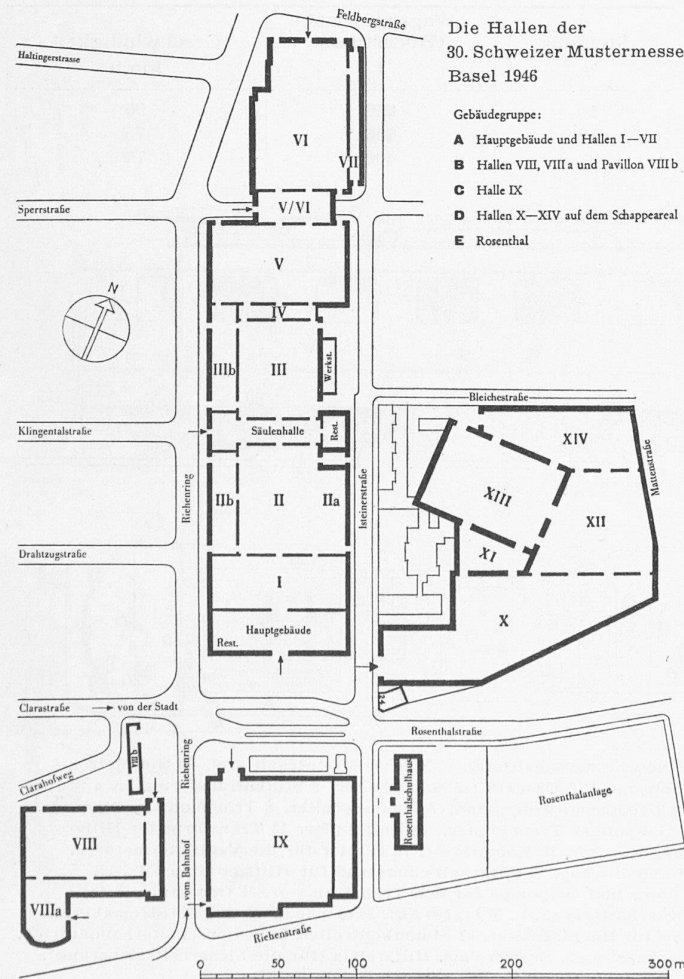 Die Hallen der
30. Schweizer Mustermesse
Basel 1946
Gebäudegruppe:
A Hauptgebäude und Hallen I—VII
B Hallen VIII, VIII a und Pavillon VIII b
C Halle IX
D Hallen X—XIV auf dem Schappeareal
E Rosenthal
Feldbergstraße
Haltingerstrasse
VI
VII
Sperrstraße
V/VI
V
N
IV
IIIb
III
Werkst.
Bleichestraße
Klingentalstraße
Säulenhalle
Rest.
XIV
Mattenstraße
Riehenring
Isteinerstraße
XIII
XII
IIb
II
IIa
XI
Drahtzugstraße
I
X
Hauptgebäude
Rest.
Clarastraße
von der Stadt
Rosenthalstraße
VIII b
Riehenring
Clarahofweg
Rosenthalschulhaus
Rosenthalanlage
VIII
IX
VIIIa
vom Bahnhof
Riehenstraße
0 50 100 200 300 m